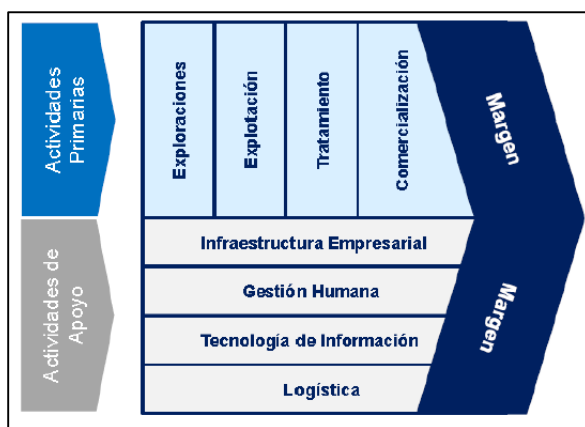 Actividades
Primarias
Exploraciones
Explotación
Tratamiento
Comercialización
Margen
Actividades de
Apoyo
Infraestructura Empresarial
Gestión Humana
Tecnología de Información
Logística
Margen